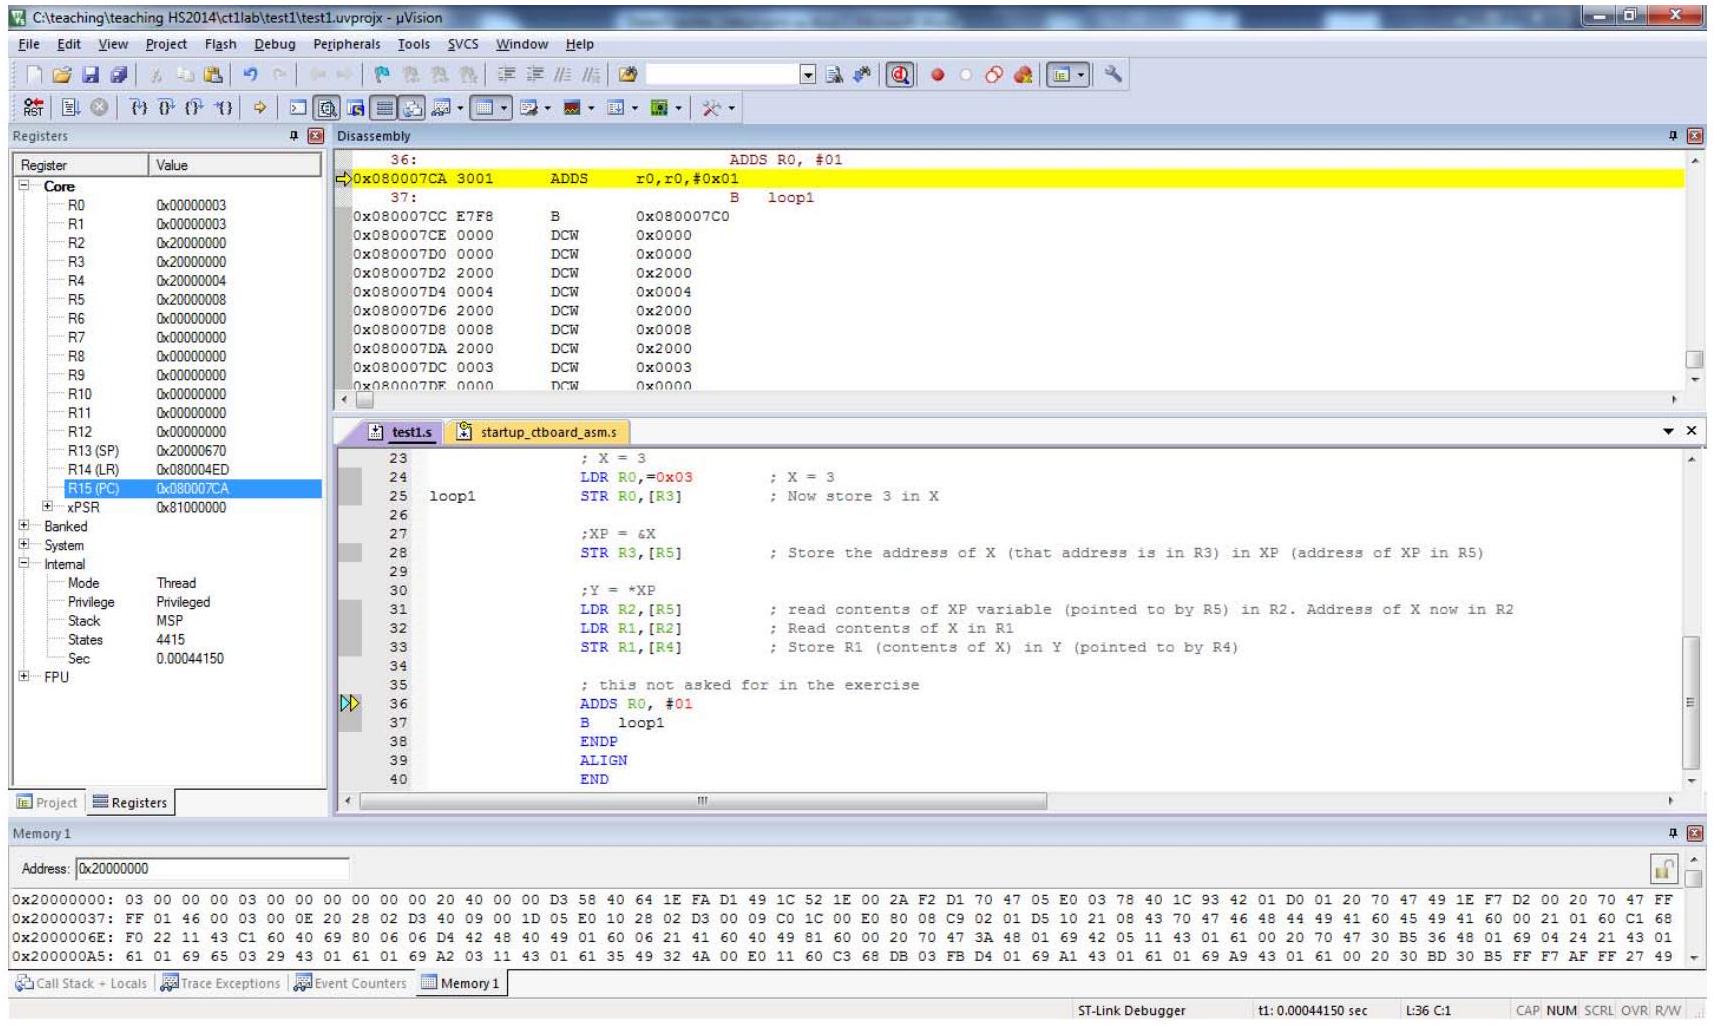 C:\teaching\teaching HS2014\ct1lab\test1\test1.uvprojx - µVision
File Edit View Project Flash Debug Peripherals Tools SVCS Window Help
RST
Registers
Register Value
Core
R0 0x00000003
R1 0x00000003
R2 0x20000000
R3 0x20000000
R4 0x20000004
R5 0x20000008
R6 0x00000000
R7 0x00000000
R8 0x00000000
R9 0x00000000
R10 0x00000000
R11 0x00000000
R12 0x00000000
R13 (SP) 0x20000670
R14 (LR) 0x080004ED
R15 (PC) 0x080007CA
xPSR 0x81000000
Banked
System
Internal
Mode Thread
Privilege Privileged
Stack MSP
States 4415
Sec 0.00044150
FPU
Project Registers
Disassembly
36: ADDS R0, #01
0x080007CA 3001 ADDS r0,r0,#0x01
37: B loop1
0x080007CC E7F8 B 0x080007C0
0x080007CE 0000 DCW 0x0000
0x080007D0 0000 DCW 0x0000
0x080007D2 2000 DCW 0x2000
0x080007D4 0004 DCW 0x0004
0x080007D6 2000 DCW 0x2000
0x080007D8 0008 DCW 0x0008
0x080007DA 2000 DCW 0x2000
0x080007DC 0003 DCW 0x0003
0x080007DE 0000 DCW 0x0000
test1.s startup_ctboard_asm.s
23 ; X = 3
24 LDR R0,=0x03 ; X = 3
25 loop1 STR R0,[R3] ; Now store 3 in X
26
27 ;XP = &X
28 STR R3,[R5] ; Store the address of X (that address is in R3) in XP (address of XP in R5)
29
30 ;Y = *XP
31 LDR R2,[R5] ; read contents of XP variable (pointed to by R5) in R2. Address of X now in R2
32 LDR R1,[R2] ; Read contents of X in R1
33 STR R1,[R4] ; Store R1 (contents of X) in Y (pointed to by R4)
34
35 ; this not asked for in the exercise
36 ADDS R0, #01
37 B loop1
38 ENDP
39 ALIGN
40 END
Memory 1
Address: 0x20000000
0x20000000: 03 00 00 00 03 00 00 00 00 00 00 20 40 00 00 D3 58 40 64 1E FA D1 49 1C 52 1E 00 2A F2 D1 70 47 05 E0 03 78 40 1C 93 42 01 D0 01 20 70 47 49 1E F7 D2 00 20 70 47 FF
0x20000037: FF 01 46 00 03 00 0E 20 28 02 D3 40 09 00 1D 05 E0 10 28 02 D3 00 09 C0 1C 00 E0 80 08 C9 02 01 D5 10 21 08 43 70 47 46 48 44 49 41 60 45 49 41 60 00 21 01 60 C1 68
0x2000006E: F0 22 11 43 C1 60 40 69 80 06 06 D4 42 48 40 49 01 60 06 21 41 60 40 49 81 60 00 20 70 47 3A 48 01 69 42 05 11 43 01 61 00 20 70 47 30 B5 36 48 01 69 04 24 21 43 01
0x200000A5: 61 01 69 65 03 29 43 01 61 01 69 A2 03 11 43 01 61 35 49 32 4A 00 E0 11 60 C3 68 DB 03 FB D4 01 69 A1 43 01 61 01 69 A9 43 01 61 00 20 30 BD 30 B5 FF F7 AF FF 27 49
Call Stack + Locals Trace Exceptions Event Counters Memory 1
ST-Link Debugger t1: 0.00044150 sec L:36 C:1 CAP NUM SCRL OVR R/W